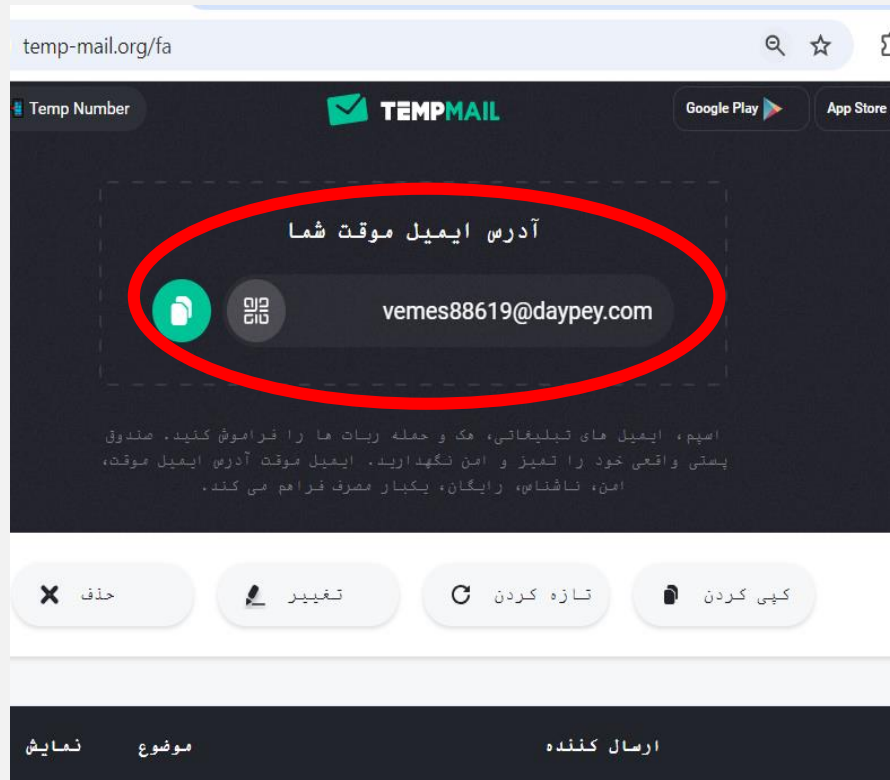 temp-mail.org/fa
Temp Number
TEMPMAIL
Google Play
App Store
آدرس ایمیل موقت شما
vemes88619@daypey.com
اسپم، ایمیل های تبلیغاتی، هک و حمله ربات ها را فراموش کنید. صندوق
پستی واقعی خود را تمیز و امن نگهدارید. ایمیل موقت آدرس ایمیل موقت،
امن، ناشناس، رایگان، یکبار مصرف فراهم می کند.
کپی کردن
تازه کردن
تغییر
حذف
ارسال کننده
موضوع
نمایش